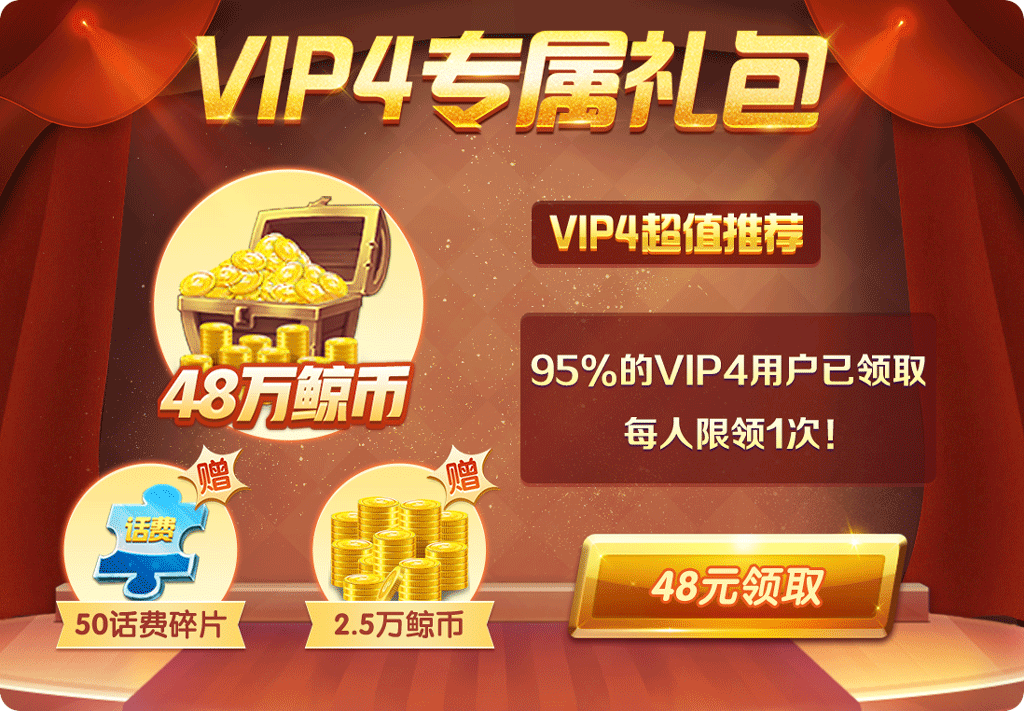 VIP4专属礼包
VIP4超值推荐
95%的VIP4用户已领取
每人限领1次!
48万鲸币
赠
话费
50话费碎片
赠
2.5万鲸币
48元领取